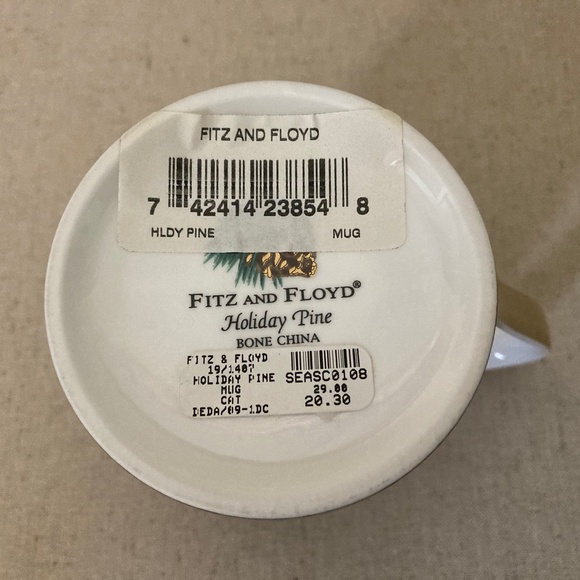 FITZ AND FLOYD
7 42414 23854 8
HLDY PINE MUG
FITZ AND FLOYD®
Holiday Pine
BONE CHINA
FITZ & FLOYD
19/1407
HOLIDAY PINE
MUG
CAT
DEDA/09-1DC
SEASC0108
29.00
20.30